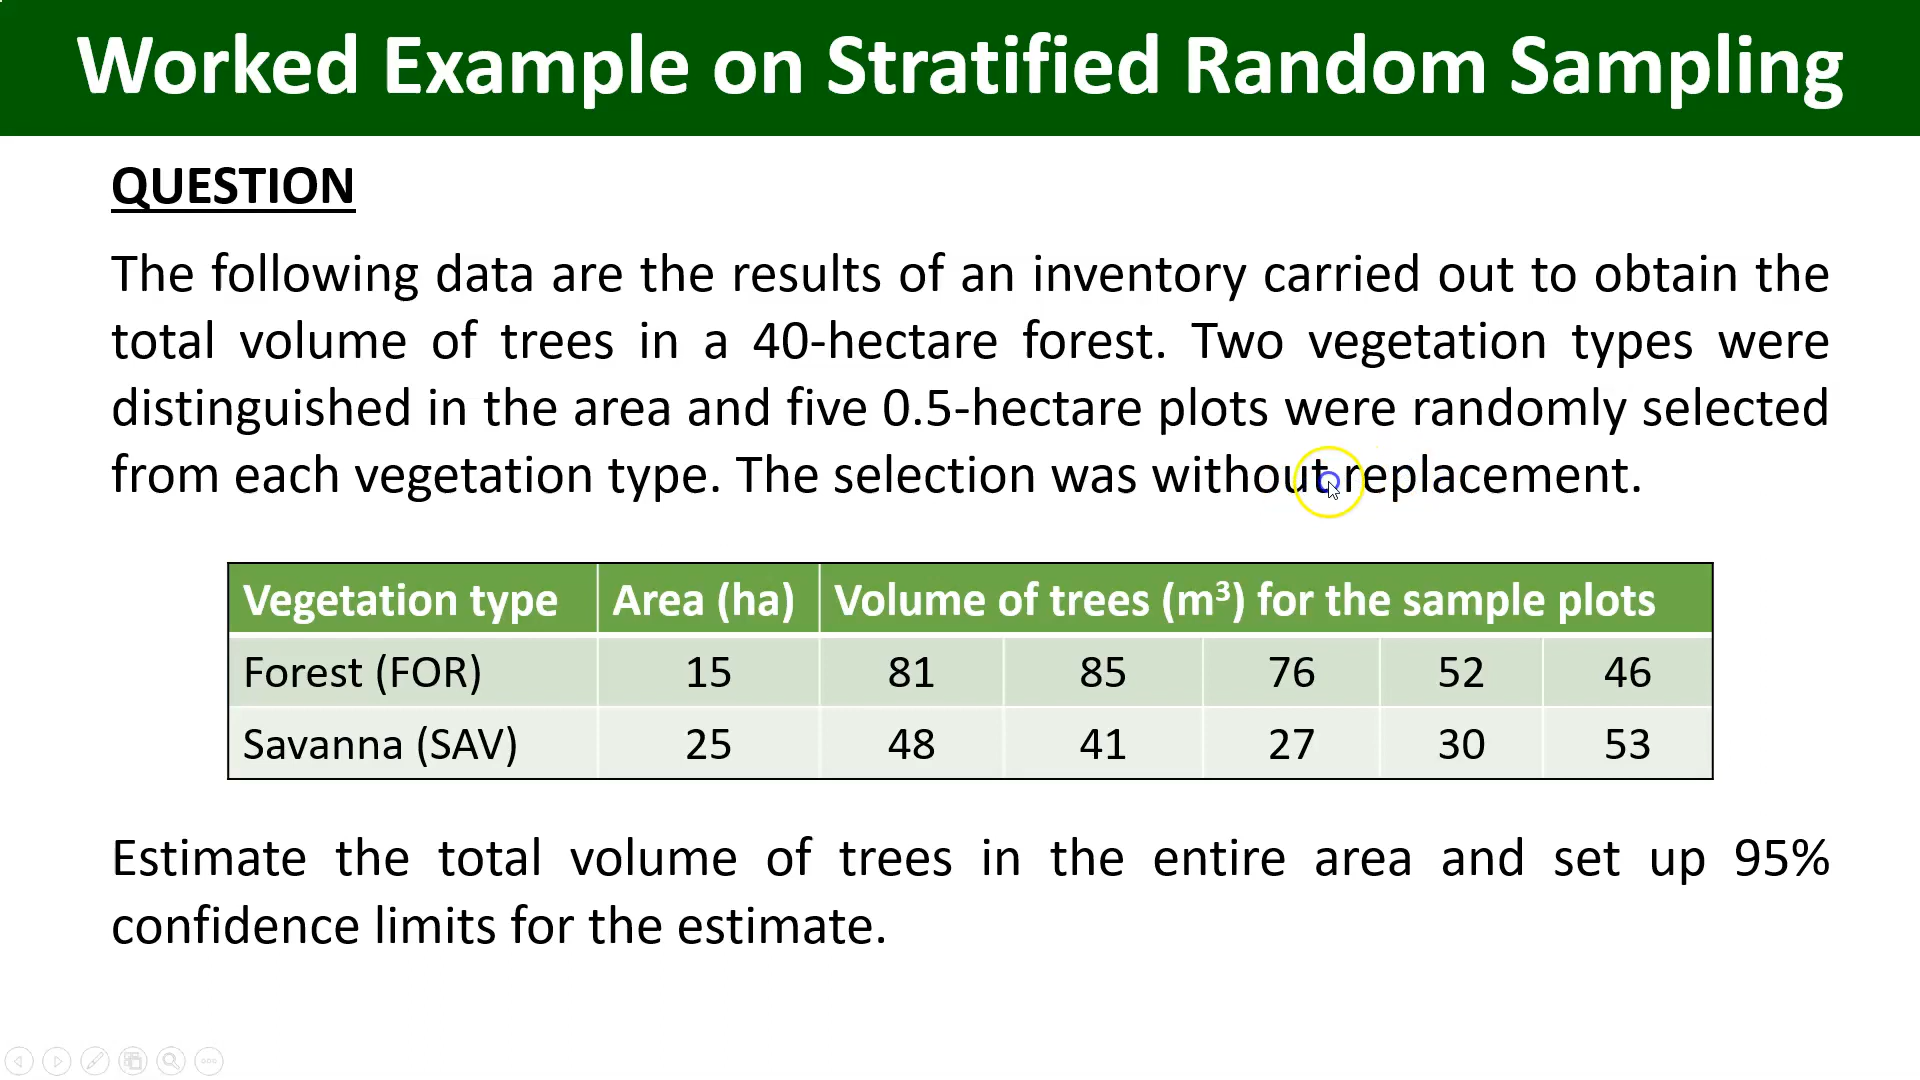 Worked Example on Stratified Random Sampling
QUESTION
The following data are the results of an inventory carried out to obtain the
total volume of trees in a 40-hectare forest. Two vegetation types were
distinguished in the area and five 0.5-hectare plots were randomly selected
from each vegetation type. The selection was without replacement.
Vegetation type Area (ha) Volume of trees (m³) for the sample plots
Forest (FOR) 15 81 85 76 52 46
Savanna (SAV) 25 48 41 27 30 53
Estimate the total volume of trees in the entire area and set up 95%
confidence limits for the estimate.